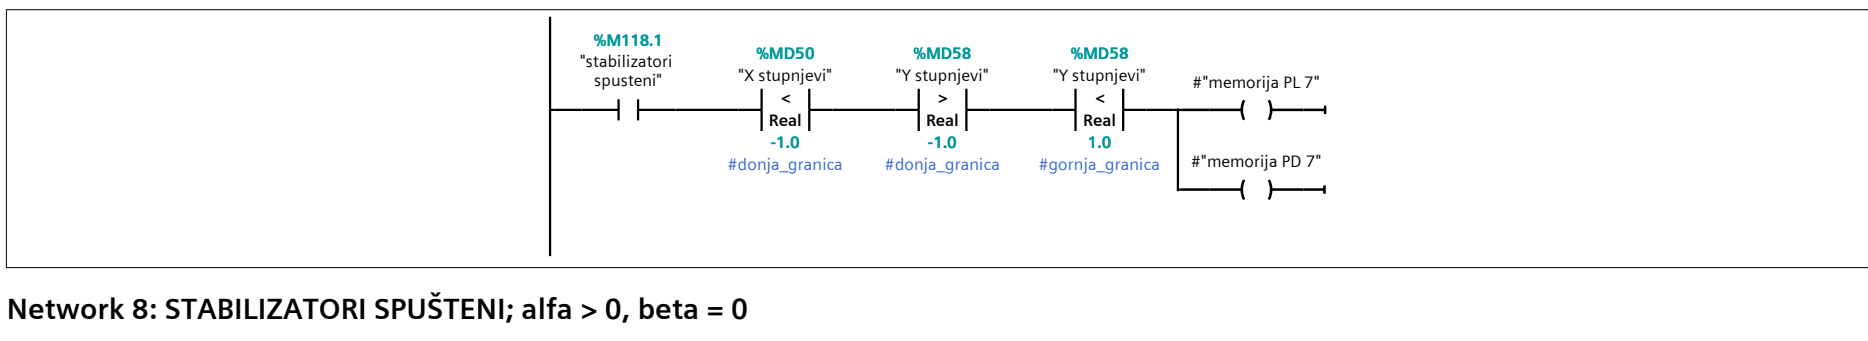 %M118.1
"stabilizatori
spusteni"
%MD50
"X stupnjevi"
<
Real
-1.0
#donja_granica
%MD58
"Y stupnjevi"
>
Real
-1.0
#donja_granica
%MD58
"Y stupnjevi"
<
Real
1.0
#gornja_granica
#"memorija PL 7"
#"memorija PD 7"
Network 8: STABILIZATORI SPUŠTENI; alfa > 0, beta = 0